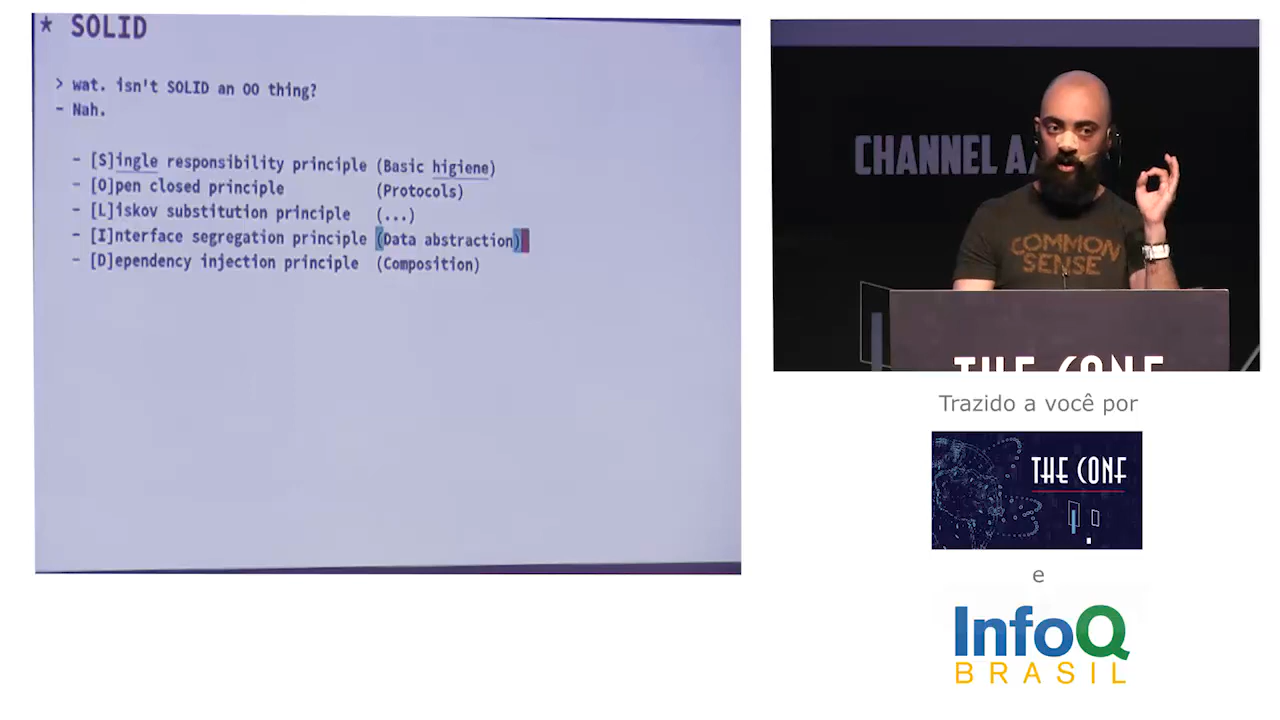 * SOLID
> wat. isn't SOLID an OO thing?
- Nah.
- [S]ingle responsibility principle (Basic higiene)
- [O]pen closed principle (Protocols)
- [L]iskov substitution principle (...)
- [I]nterface segregation principle (Data abstraction)
- [D]ependency injection principle (Composition)
CHANNEL
COMMON
SENSE
THE CONF
Trazido a você por
THE CONF
e
InfoQ
BRASIL